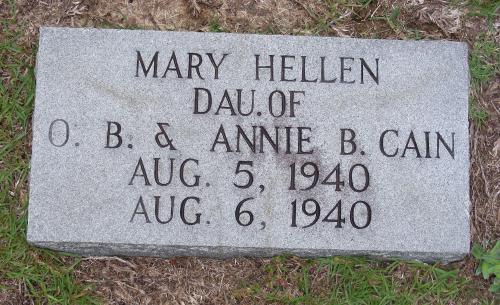 MARY HELLEN
DAU. OF
O. B. & ANNIE B. CAIN
AUG. 5, 1940
AUG. 6, 1940